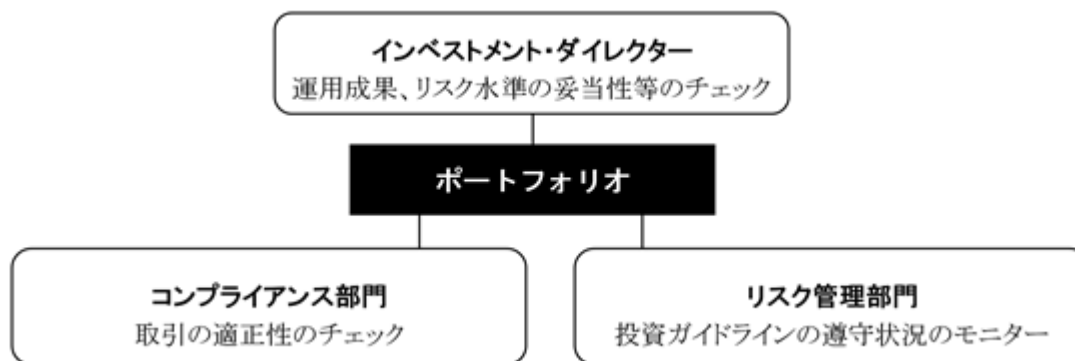 インベストメント・ダイレクター
運用成果、リスク水準の妥当性等のチェック
ポートフォリオ
コンプライアンス部門
取引の適正性のチェック
リスク管理部門
投資ガイドラインの遵守状況のモニター